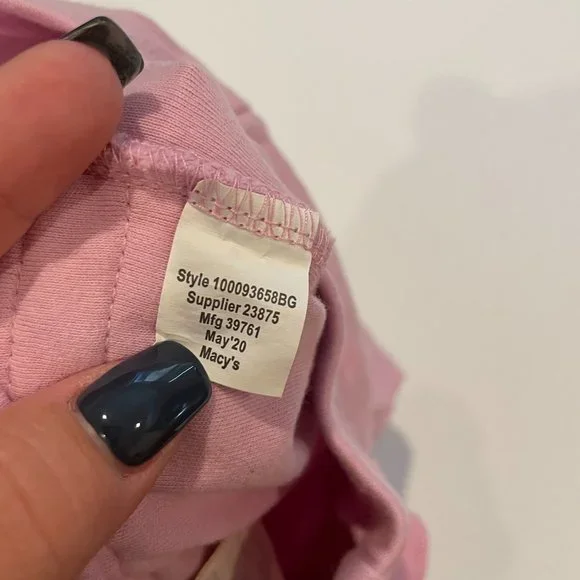 Style 100093658BG
Supplier 23875
Mfg 39761
May'20
Macy's